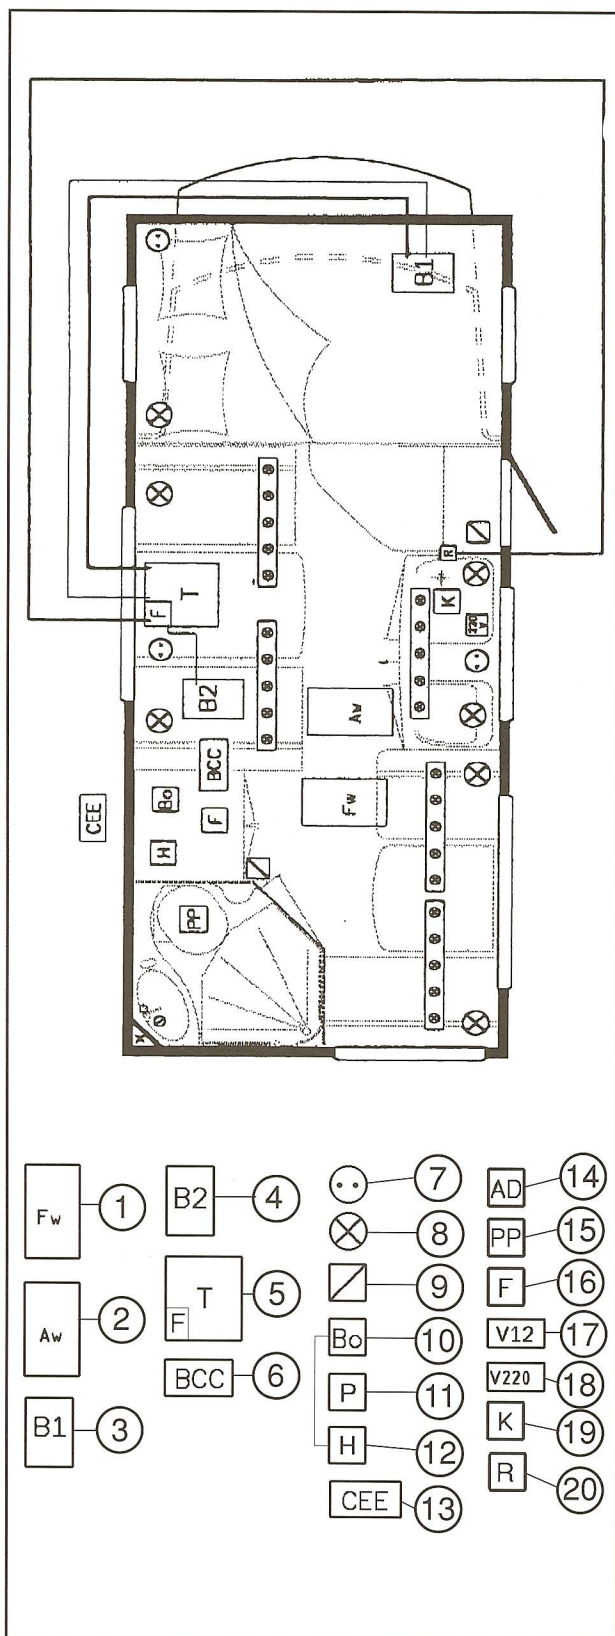 B1
R
K
220
T
F
B2
Aw
BCC
Bo
F
Fw
CEE
H
PP
Fw 1
Aw 2
B1 3
B2 4
T
F 5
BCC 6
7
8
9
Bo 10
P 11
H 12
CEE 13
AD 14
PP 15
F 16
V12 17
V220 18
K 19
R 20